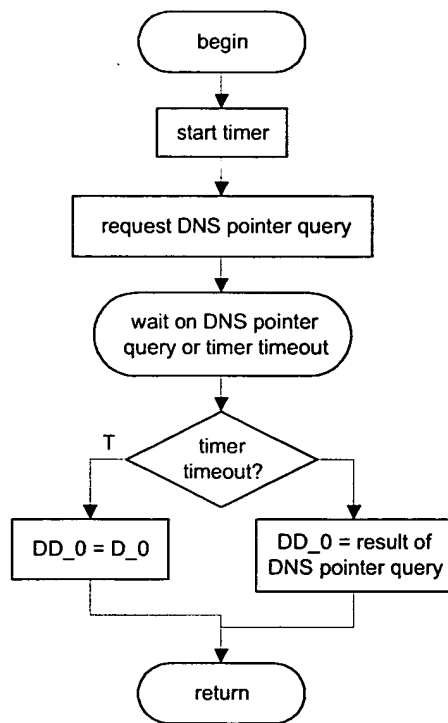 begin
start timer
request DNS pointer query
wait on DNS pointer
query or timer timeout
T
timer
timeout?
DD_0 = D_0
DD_0 = result of
DNS pointer query
return